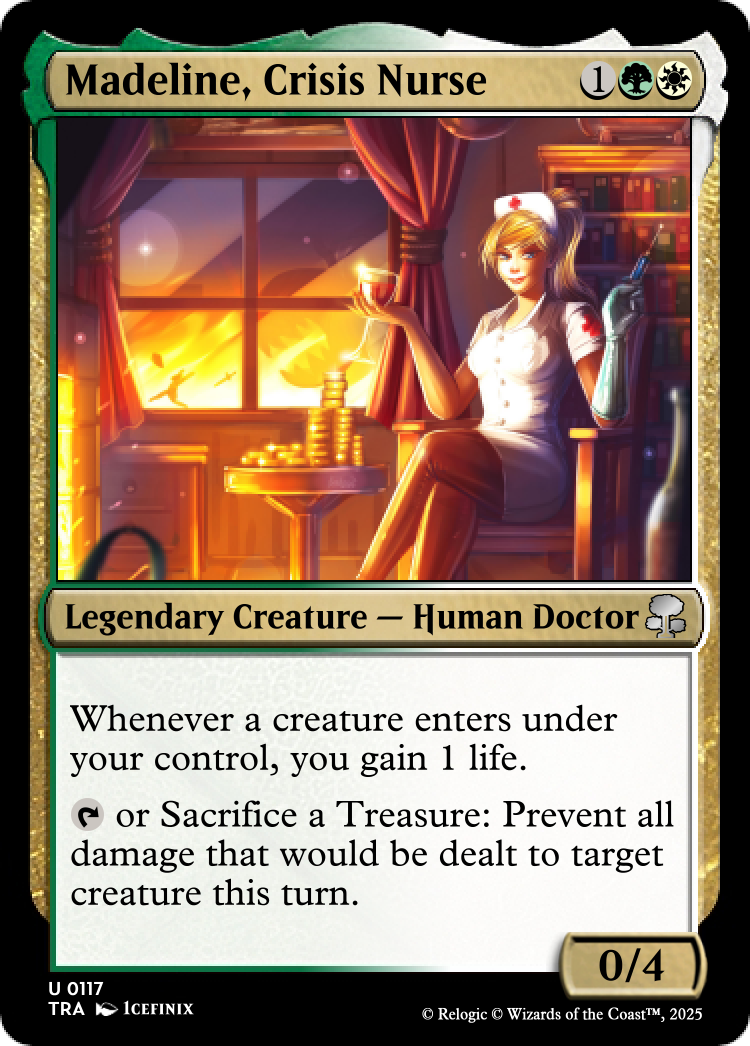 Madeline, Crisis Nurse 1
Legendary Creature — Human Doctor
Whenever a creature enters under
your control, you gain 1 life.
or Sacrifice a Treasure: Prevent all
damage that would be dealt to target
creature this turn.
0/4
U 0117
TRA ICEFINIX
© Relogic © Wizards of the Coast™, 2025